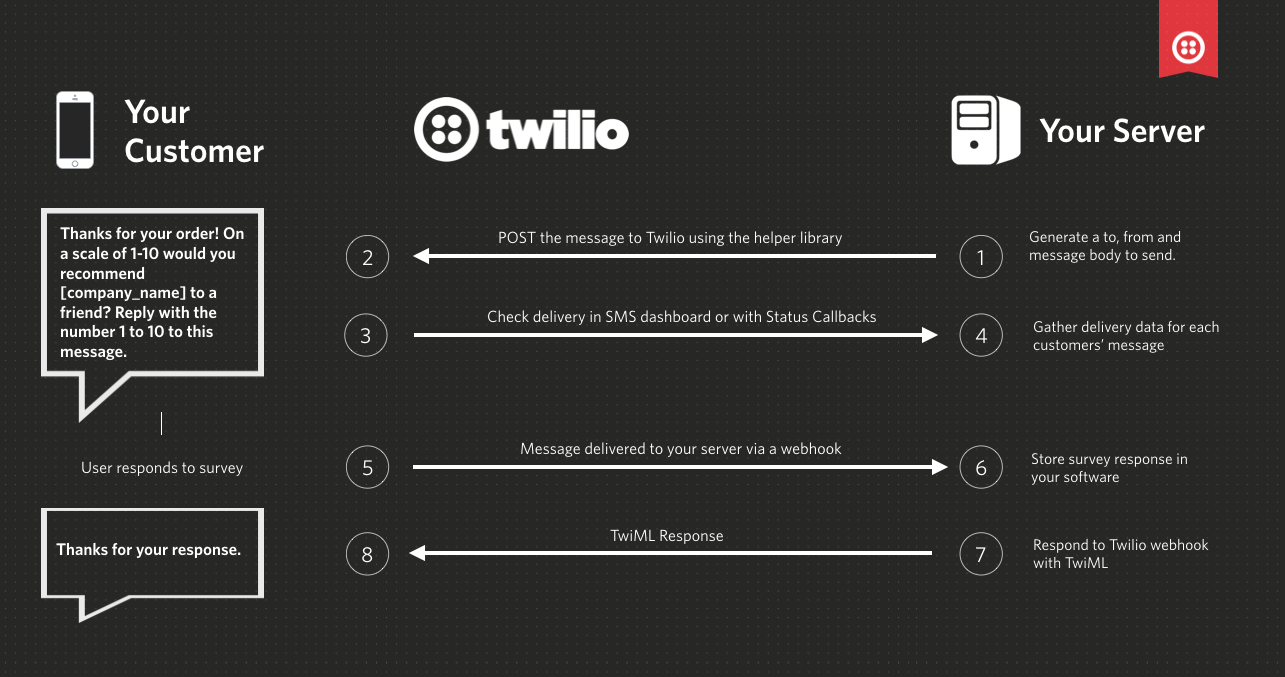 Your
Customer
twilio
Your Server
Thanks for your order! On
a scale of 1-10 would you
recommend
[company_name] to a
friend? Reply with the
number 1 to 10 to this
message.
2
POST the message to Twilio using the helper library
1
Generate a to, from and
message body to send.
3
Check delivery in SMS dashboard or with Status Callbacks
4
Gather delivery data for each
customers' message
User responds to survey
5
Message delivered to your server via a webhook
6
Store survey response in
your software
Thanks for your response.
8
TwiML Response
7
Respond to Twilio webhook
with TwiML